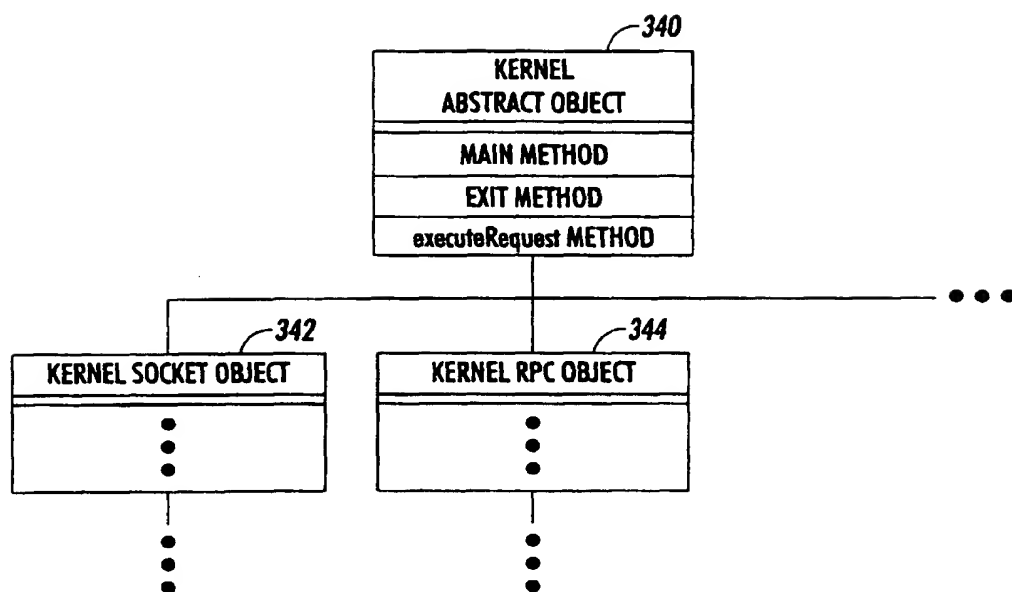 340
KERNEL
ABSTRACT OBJECT
MAIN METHOD
EXIT METHOD
executeRequest METHOD
342
KERNEL SOCKET OBJECT
344
KERNEL RPC OBJECT